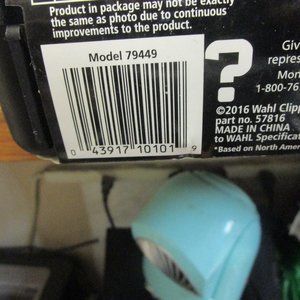 Product in package may not be exactly
the same as photo due to continuous
improvements to the product.
Model 79449
0 43917 10101 9
?
Giv
repres
Mon
1-800-76
©2016 Wahl Clipp
part no. 57816
MADE IN CHINA
to WAHL Specificat
*Based on North Amer